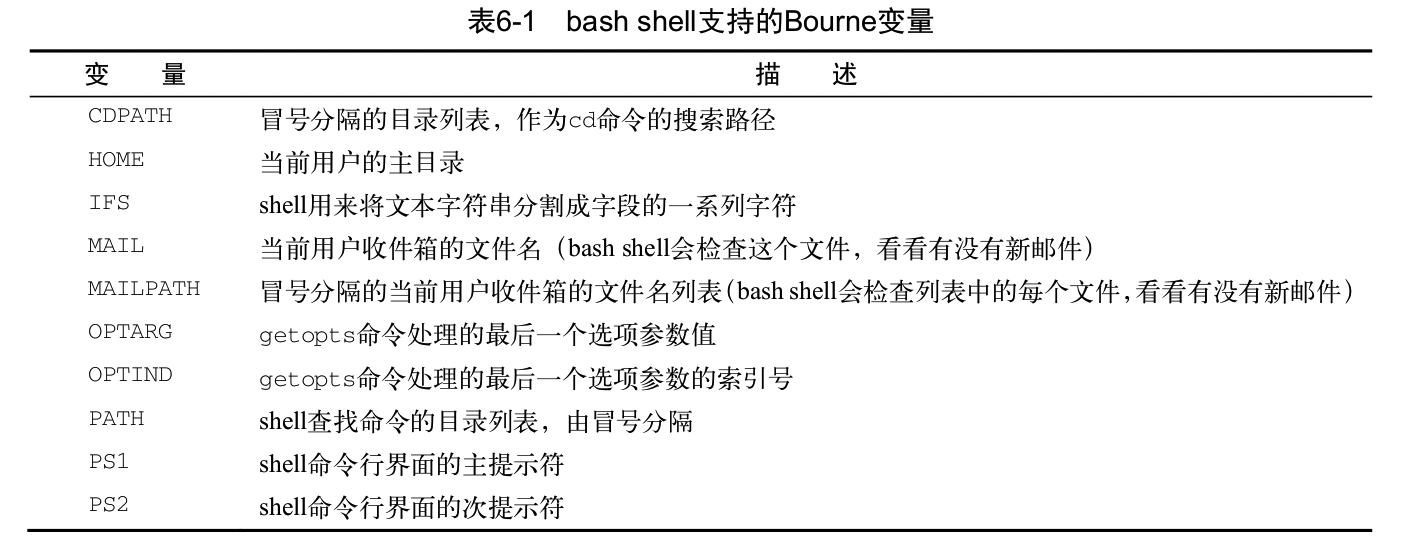 表6-1 bash shell支持的Bourne变量
变 量 描 述
CDPATH 冒号分隔的目录列表，作为cd命令的搜索路径
HOME 当前用户的主目录
IFS shell用来将文本字符串分割成字段的一系列字符
MAIL 当前用户收件箱的文件名（bash shell会检查这个文件，看看有没有新邮件）
MAILPATH 冒号分隔的当前用户收件箱的文件名列表（bash shell会检查列表中的每个文件，看看有没有新邮件）
OPTARG getopts命令处理的最后一个选项参数值
OPTIND getopts命令处理的最后一个选项参数的索引号
PATH shell查找命令的目录列表，由冒号分隔
PS1 shell命令行界面的主提示符
PS2 shell命令行界面的次提示符